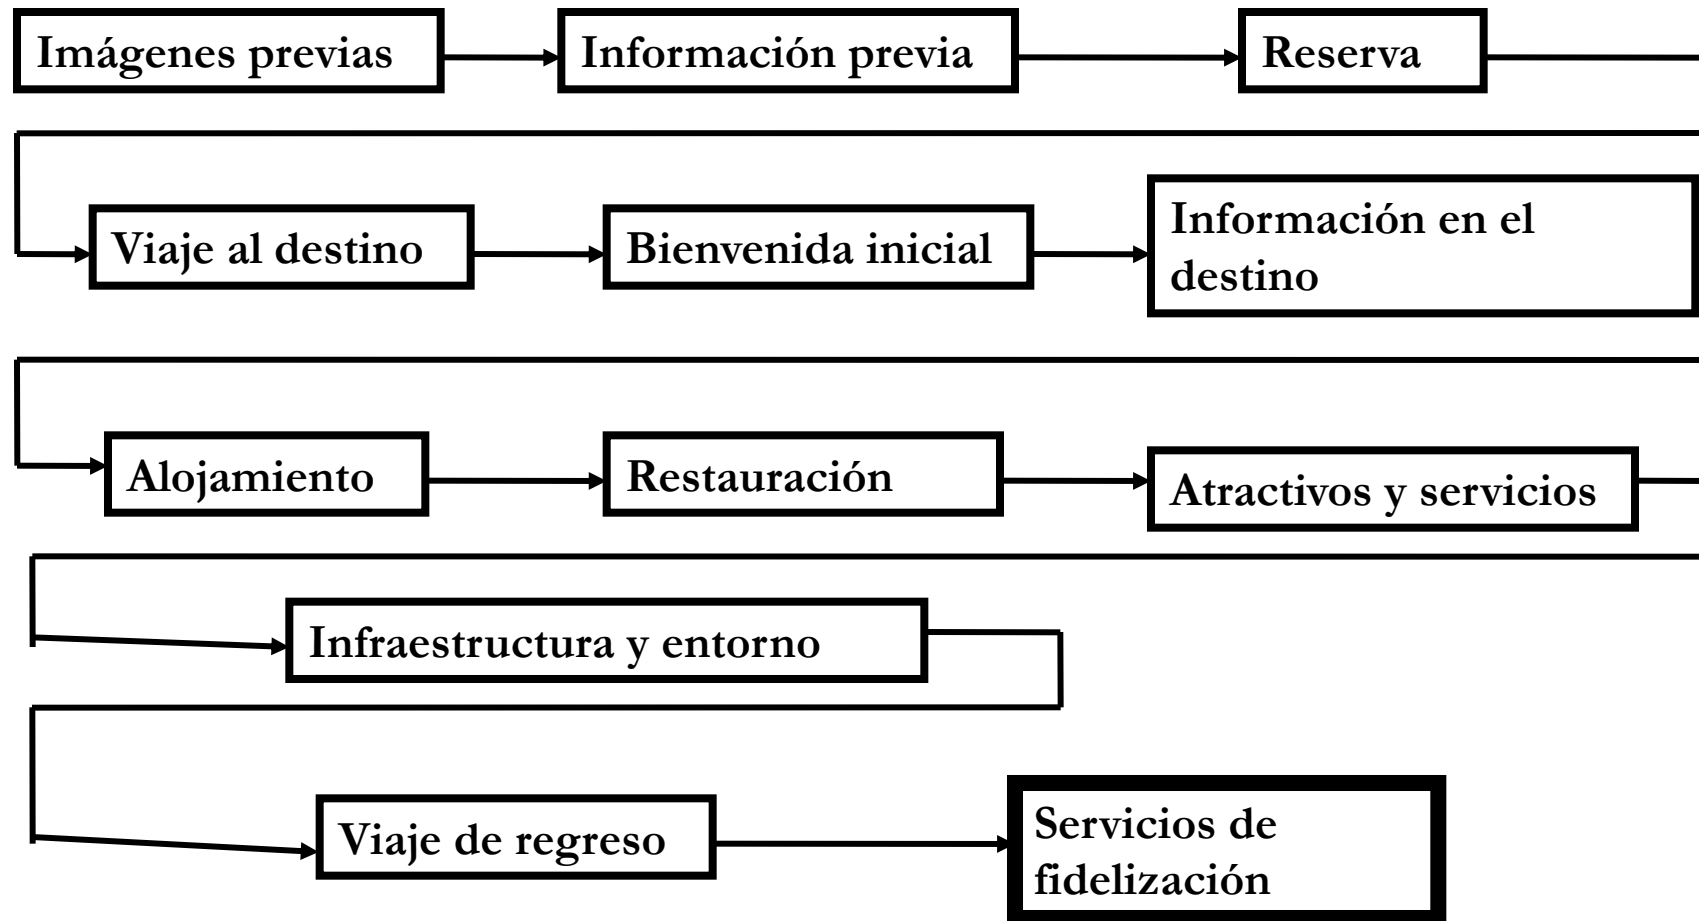 Imágenes previas
Información previa
Reserva
Viaje al destino
Bienvenida inicial
Información en el
destino
Alojamiento
Restauración
Atractivos y servicios
Infraestructura y entorno
Viaje de regreso
Servicios de
fidelización